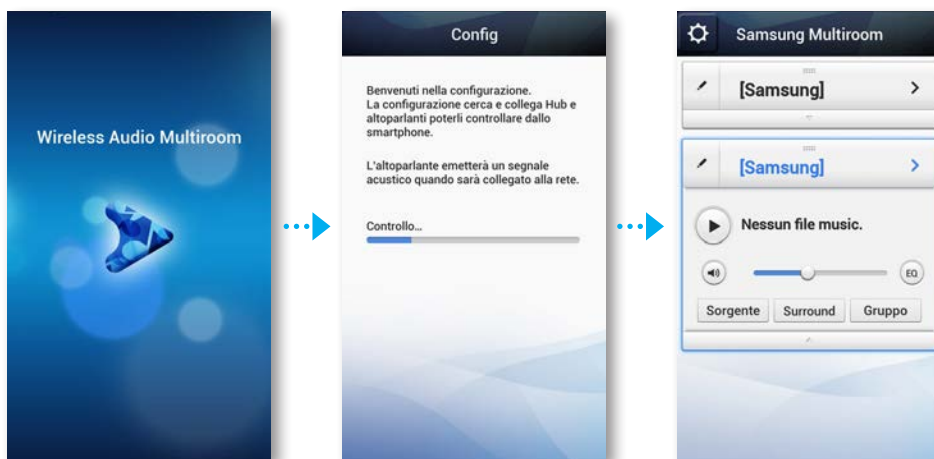 Wireless Audio Multiroom
Config
Benvenuti nella configurazione.
La configurazione cerca e collega Hub e
altoparlanti poterli controllare dallo
smartphone.
L'altoparlante emetterà un segnale
acustico quando sarà collegato alla rete.
Controllo...
Samsung Multiroom
[Samsung]
[Samsung]
Nessun file music.
EQ
Sorgente Surround Gruppo